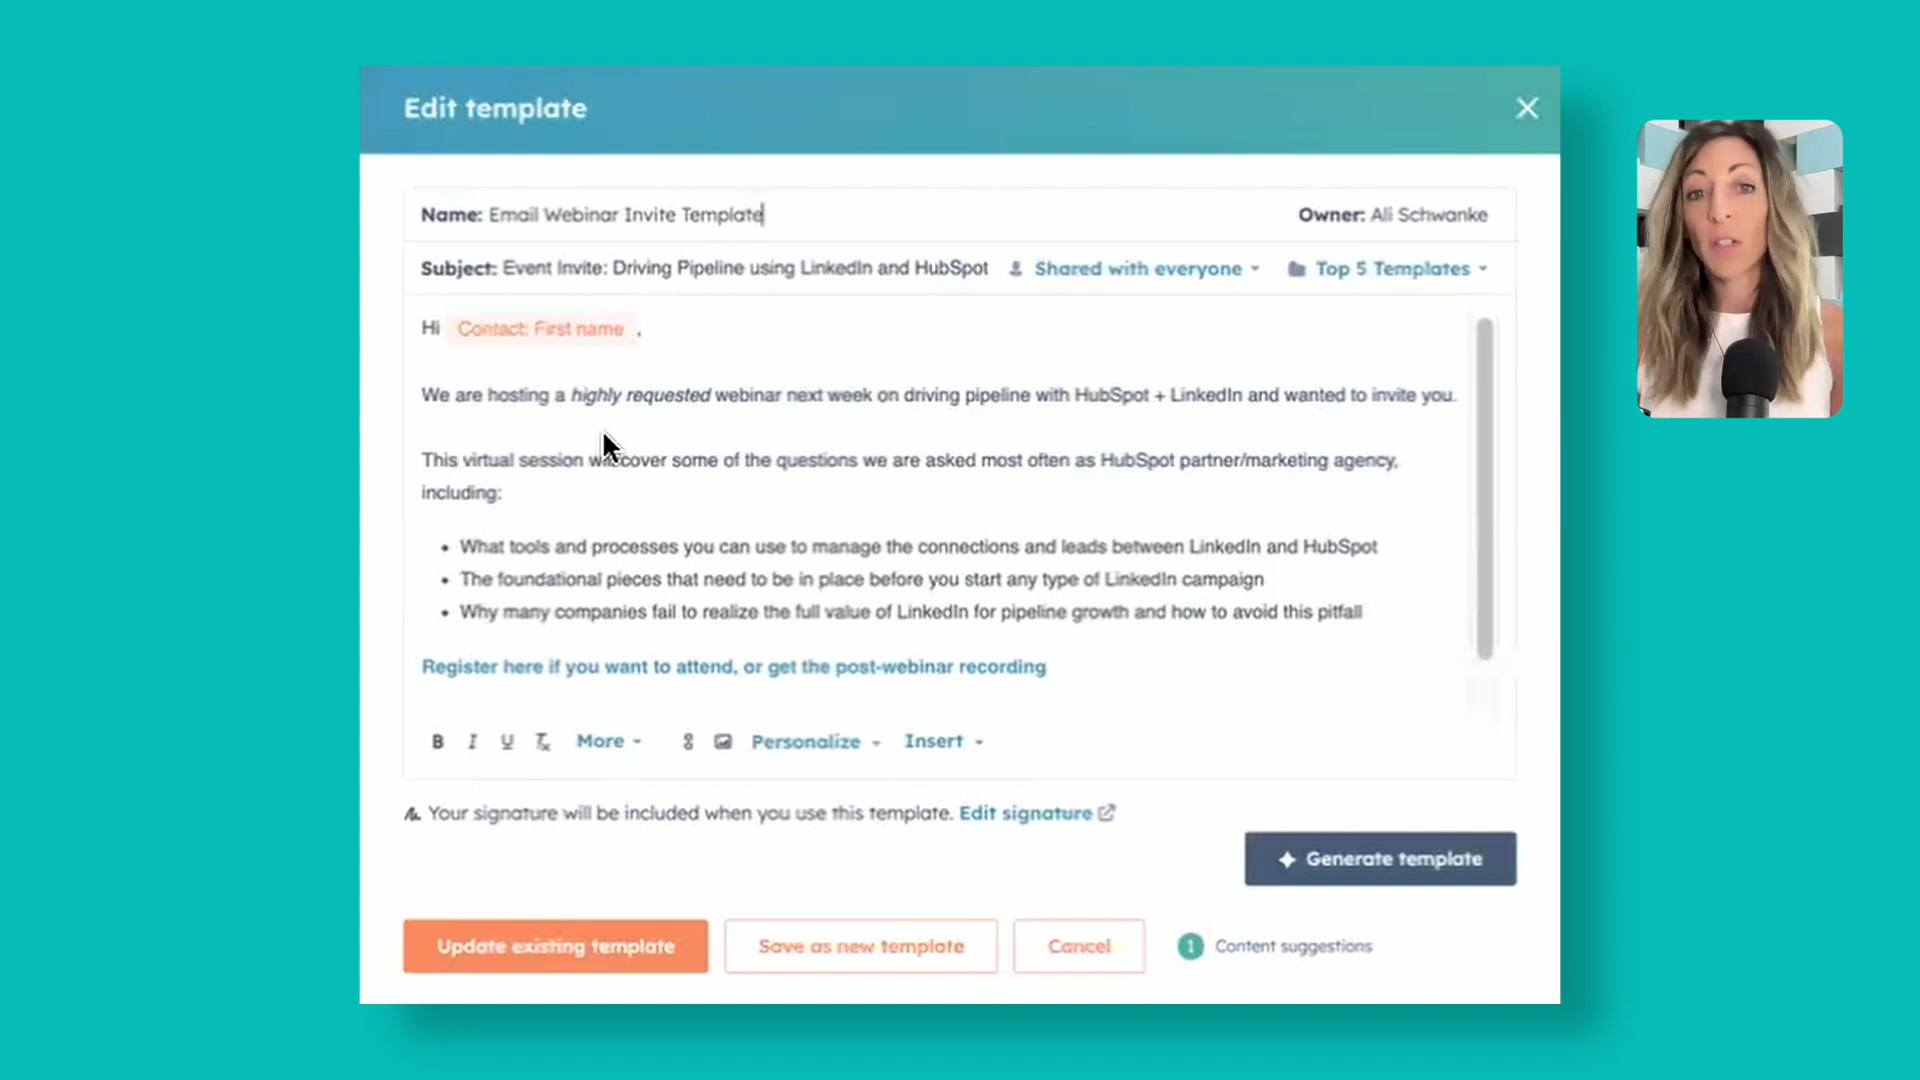 Edit template
Name: Email Webinar Invite Template
Owner: Ali Schwanke
Subject: Event Invite: Driving Pipeline using LinkedIn and HubSpot
Shared with everyone
Top 5 Templates
Hi Contact: First name ,
We are hosting a highly requested webinar next week on driving pipeline with HubSpot + LinkedIn and wanted to invite you.
This virtual session will cover some of the questions we are asked most often as HubSpot partner/marketing agency,
including:
• What tools and processes you can use to manage the connections and leads between LinkedIn and HubSpot
• The foundational pieces that need to be in place before you start any type of LinkedIn campaign
• Why many companies fail to realize the full value of LinkedIn for pipeline growth and how to avoid this pitfall
Register here if you want to attend, or get the post-webinar recording
B I U Tx More Personalize Insert
Your signature will be included when you use this template. Edit signature
Generate template
Update existing template
Save as new template
Cancel
1 Content suggestions